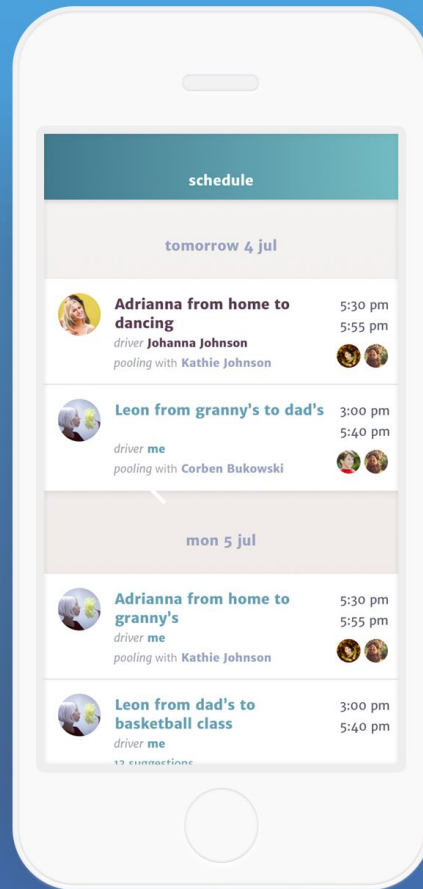 schedule
tomorrow 4 jul
Adrianna from home to
dancing
5:30 pm
5:55 pm
driver Johanna Johnson
pooling with Kathie Johnson
Leon from granny's to dad's
3:00 pm
5:40 pm
driver me
pooling with Corben Bukowski
mon 5 jul
Adrianna from home to
granny's
5:30 pm
5:55 pm
driver me
pooling with Kathie Johnson
Leon from dad's to
basketball class
3:00 pm
5:40 pm
driver me
suggestions